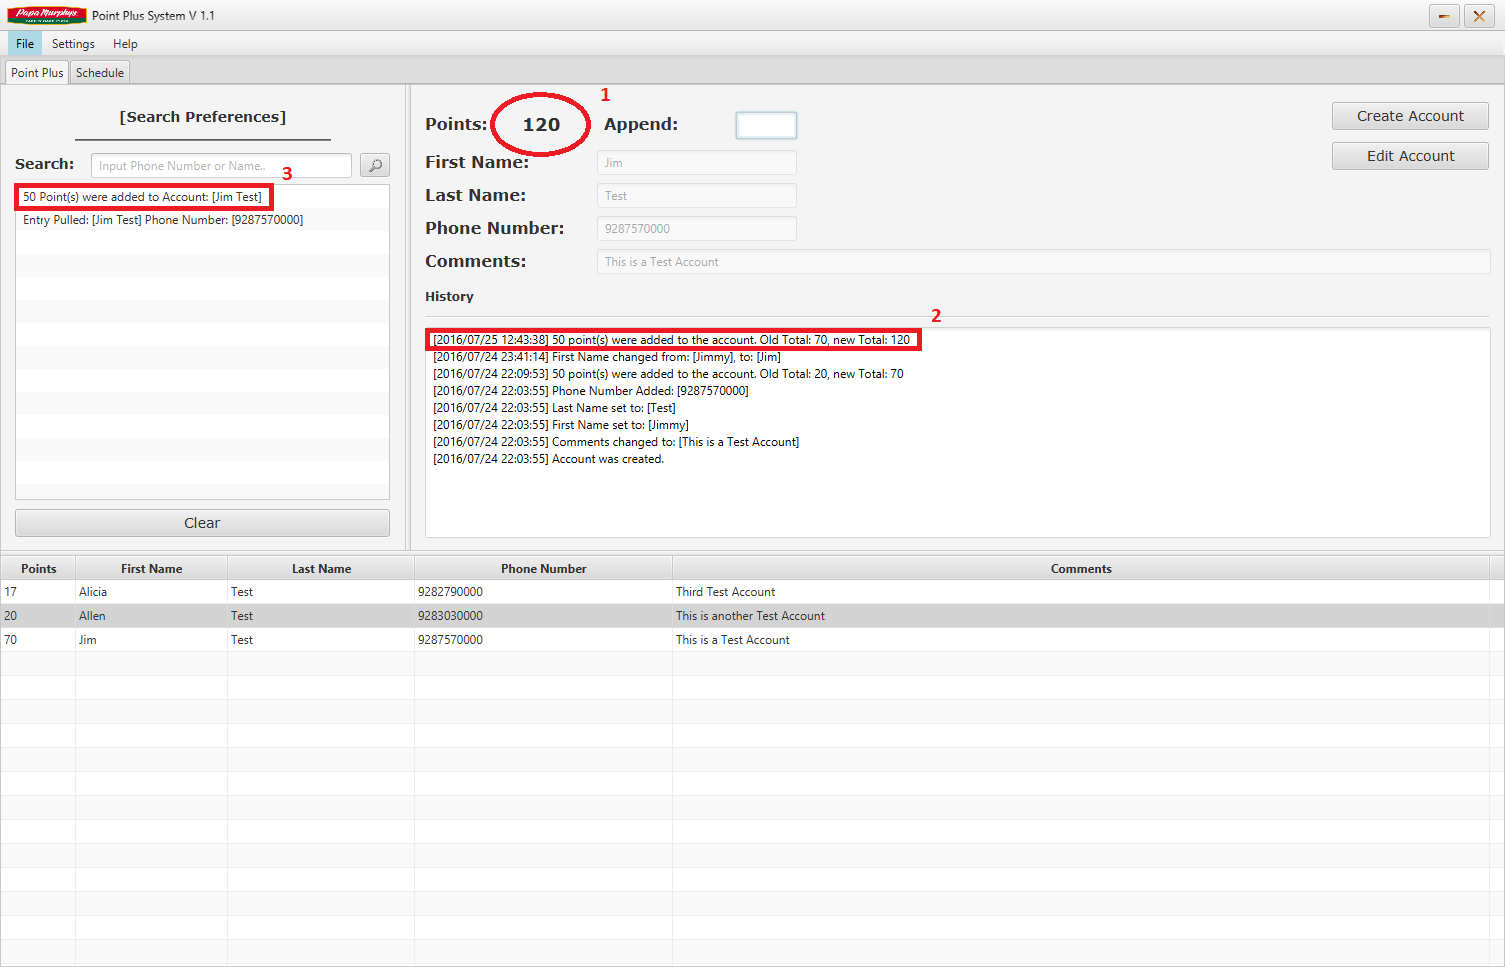 Papa Murphy's Point Plus System V 1.1
File Settings Help
Point Plus Schedule
[Search Preferences]
Search: Input Phone Number or Name..
3
50 Point(s) were added to Account: [Jim Test]
Entry Pulled: [Jim Test] Phone Number: [9287570000]
Clear
1
Points: 120 Append:
Create Account
Edit Account
First Name: Jim
Last Name: Test
Phone Number: 9287570000
Comments: This is a Test Account
History
2
[2016/07/25 12:43:38] 50 point(s) were added to the account. Old Total: 70, new Total: 120
[2016/07/24 23:41:14] First Name changed from: [Jimmy], to: [Jim]
[2016/07/24 22:09:53] 50 point(s) were added to the account. Old Total: 20, new Total: 70
[2016/07/24 22:03:55] Phone Number Added: [9287570000]
[2016/07/24 22:03:55] Last Name set to: [Test]
[2016/07/24 22:03:55] First Name set to: [Jimmy]
[2016/07/24 22:03:55] Comments changed to: [This is a Test Account]
[2016/07/24 22:03:55] Account was created.
Points First Name Last Name Phone Number Comments
17 Alicia Test 9282790000 Third Test Account
20 Allen Test 9283030000 This is another Test Account
70 Jim Test 9287570000 This is a Test Account